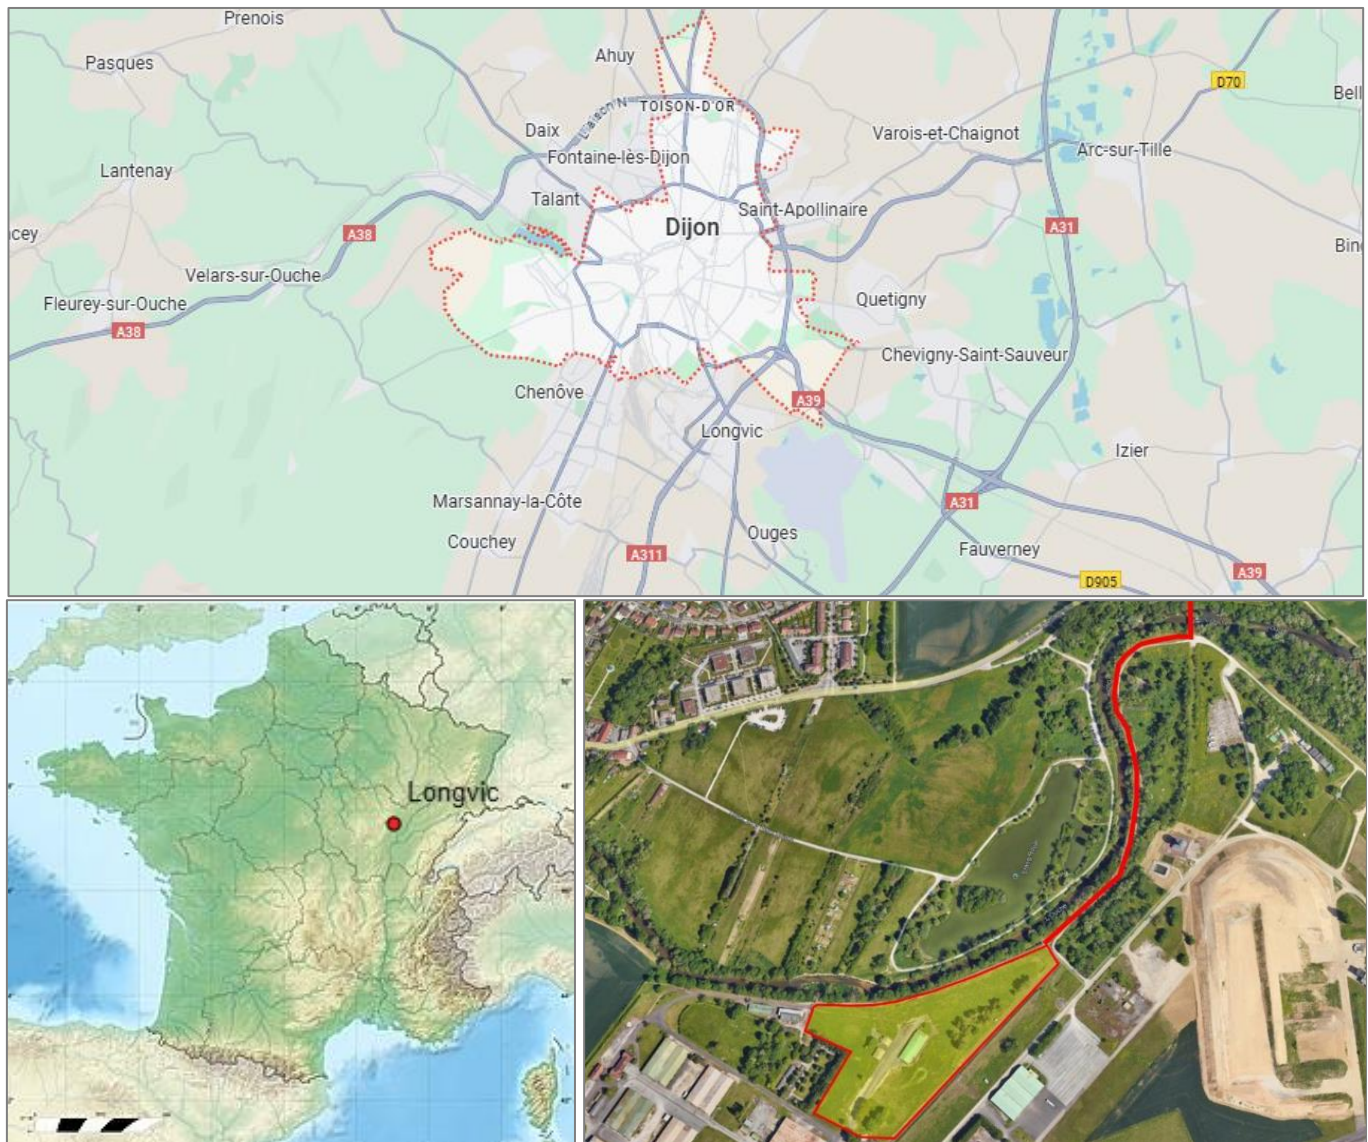 Prenois
Ahuy
Pasques
D70
Bell
TOISON-D'OR
Liaison N
Daix
Varois-et-Chaignot
Arc-sur-Tille
Fontaine-lès-Dijon
Lantenay
Talant
Saint-Apollinaire
Dijon
A38
A31
ncey
Bin
Velars-sur-Ouche
Fleurey-sur-Ouche
Quetigny
A38
Chevigny-Saint-Sauveur
Chenôve
A39
Longvic
Izier
Marsannay-la-Côte
A31
Ouges
Couchey
A311
Fauverney
A39
D905
Longvic